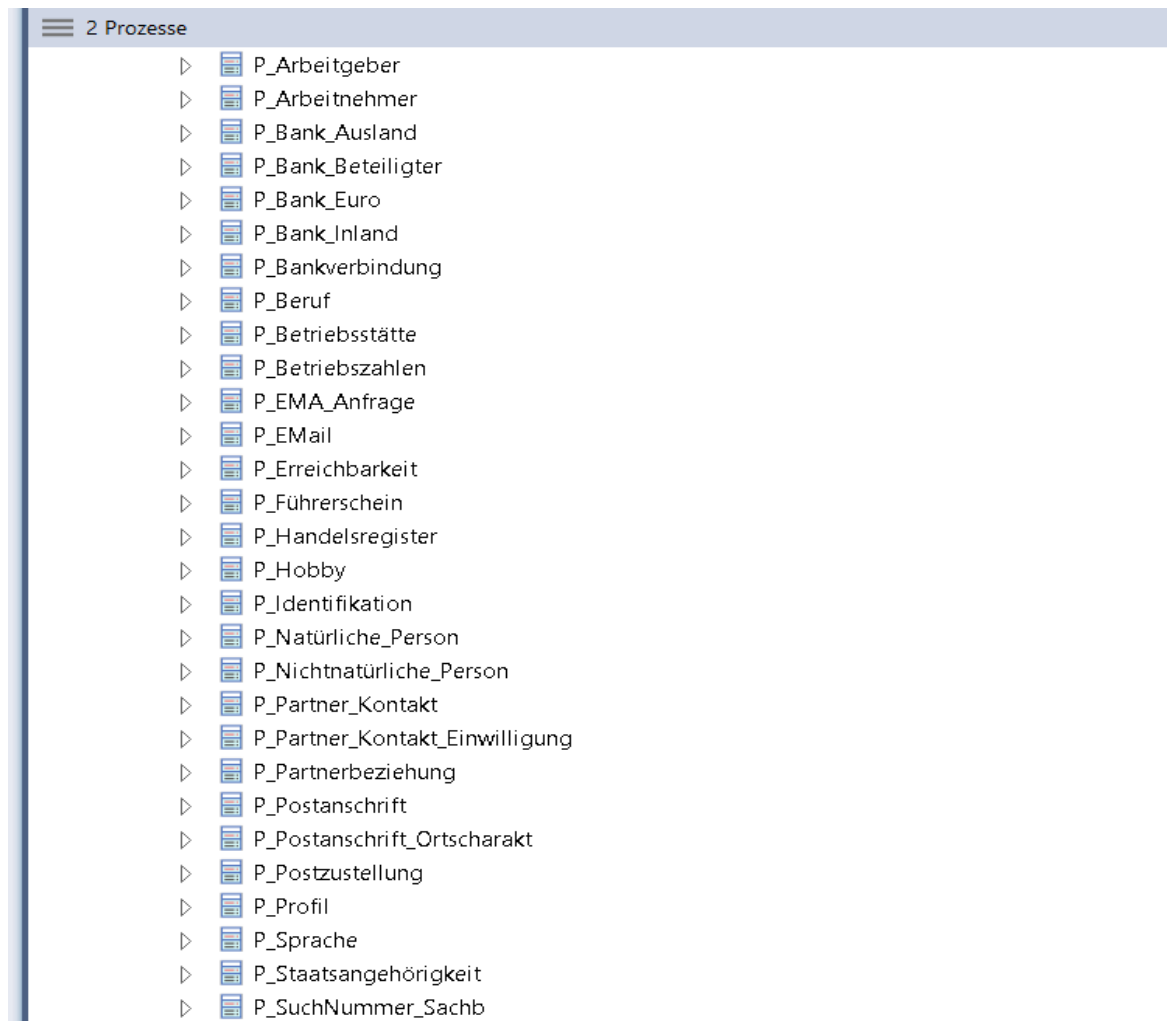 2 Prozesse
P_Arbeitgeber
P_Arbeitnehmer
P_Bank_Ausland
P_Bank_Beteiligter
P_Bank_Euro
P_Bank_Inland
P_Bankverbindung
P_Beruf
P_Betriebsstätte
P_Betriebszahlen
P_EMA_Anfrage
P_EMail
P_Erreichbarkeit
P_Führerschein
P_Handelsregister
P_Hobby
P_Identifikation
P_Natürliche_Person
P_Nichtnatürliche_Person
P_Partner_Kontakt
P_Partner_Kontakt_Einwilligung
P_Partnerbeziehung
P_Postanschrift
P_Postanschrift_Ortscharakt
P_Postzustellung
P_Profil
P_Sprache
P_Staatsangehörigkeit
P_SuchNummer_Sachb